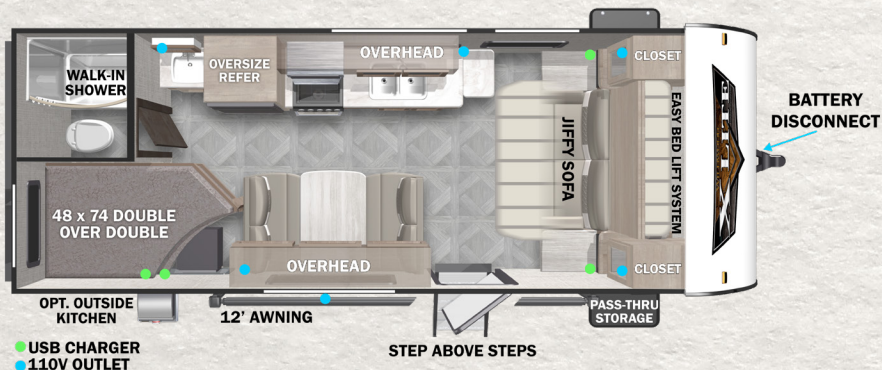 WALK-IN
SHOWER
OVERSIZE
REFER
OVERHEAD
CLOSET
JIFFY SOFA
EASY BED LIFT SYSTEM
BATTERY
DISCONNECT
48 x 74 DOUBLE
OVER DOUBLE
OVERHEAD
CLOSET
OPT. OUTSIDE
KITCHEN
12' AWNING
PASS-THRU
STORAGE
STEP ABOVE STEPS
USB CHARGER
110V OUTLET